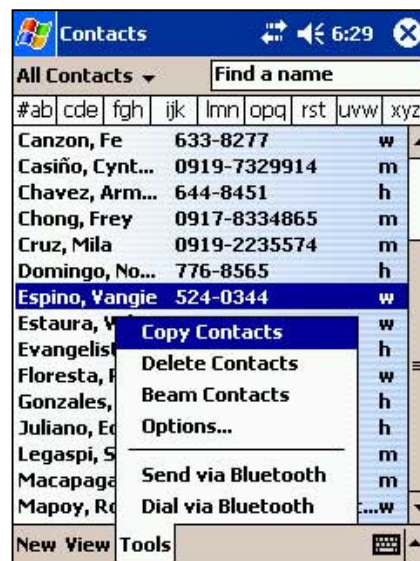 Contacts 6:29
All Contacts Find a name
#ab cde fgh ijk lmn opq rst uvw xyz
Canzon, Fe 633-8277 w
Casiño, Cynt... 0919-7329914 m
Chavez, Arm... 644-8451 h
Chong, Frey 0917-8334865 m
Cruz, Mila 0919-2235574 m
Domingo, No... 776-8565 h
Espino, Vangie 524-0344 w
Estaura, w
Copy Contacts
Evangelis h
Delete Contacts
Floresta, w
Beam Contacts
Gonzales, h
Options...
Juliano, h
Legaspi, m
Send via Bluetooth
Macapaga m
Dial via Bluetooth
Mapoy, ...w
New View Tools